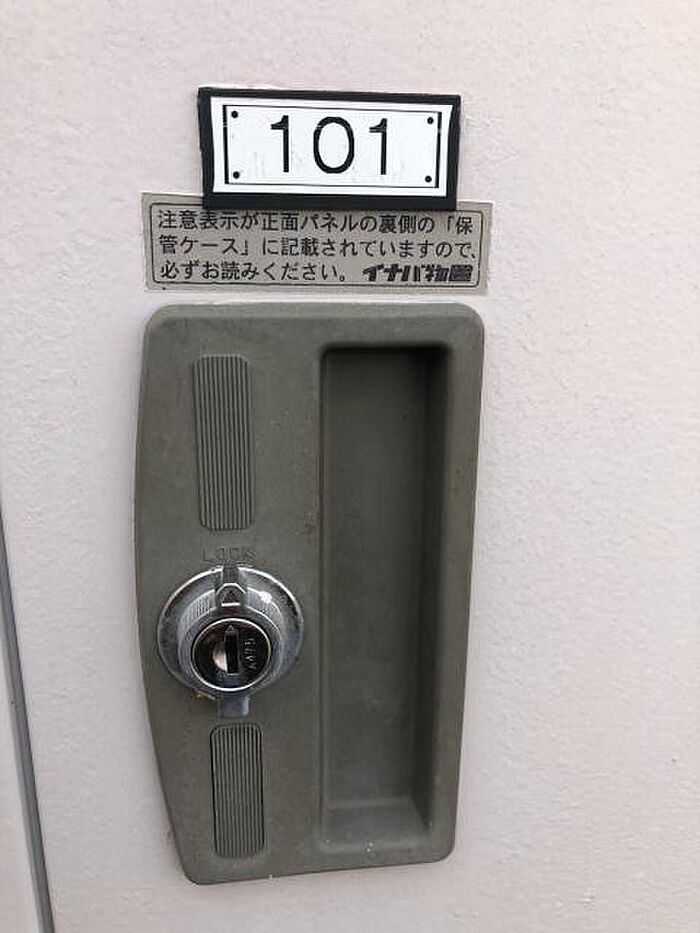 101
注意表示が正面パネルの裏側の「保
管ケース」に記載されていますので、
必ずお読みください。 イナバ物置
LOCK